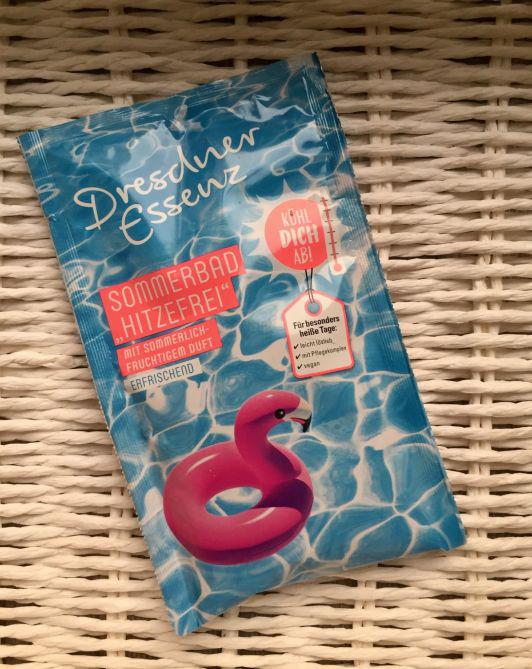 Dresdner
Essenz
KÜHL
DICH
AB!
SOMMERBAD
„HITZEFREI“
MIT SOMMERLICH-
FRUCHTIGEM DUFT
ERFRISCHEND
Für besonders
heiße Tage:
✔ leicht löslich
✔ mit Pflegekomplex
✔ vegan